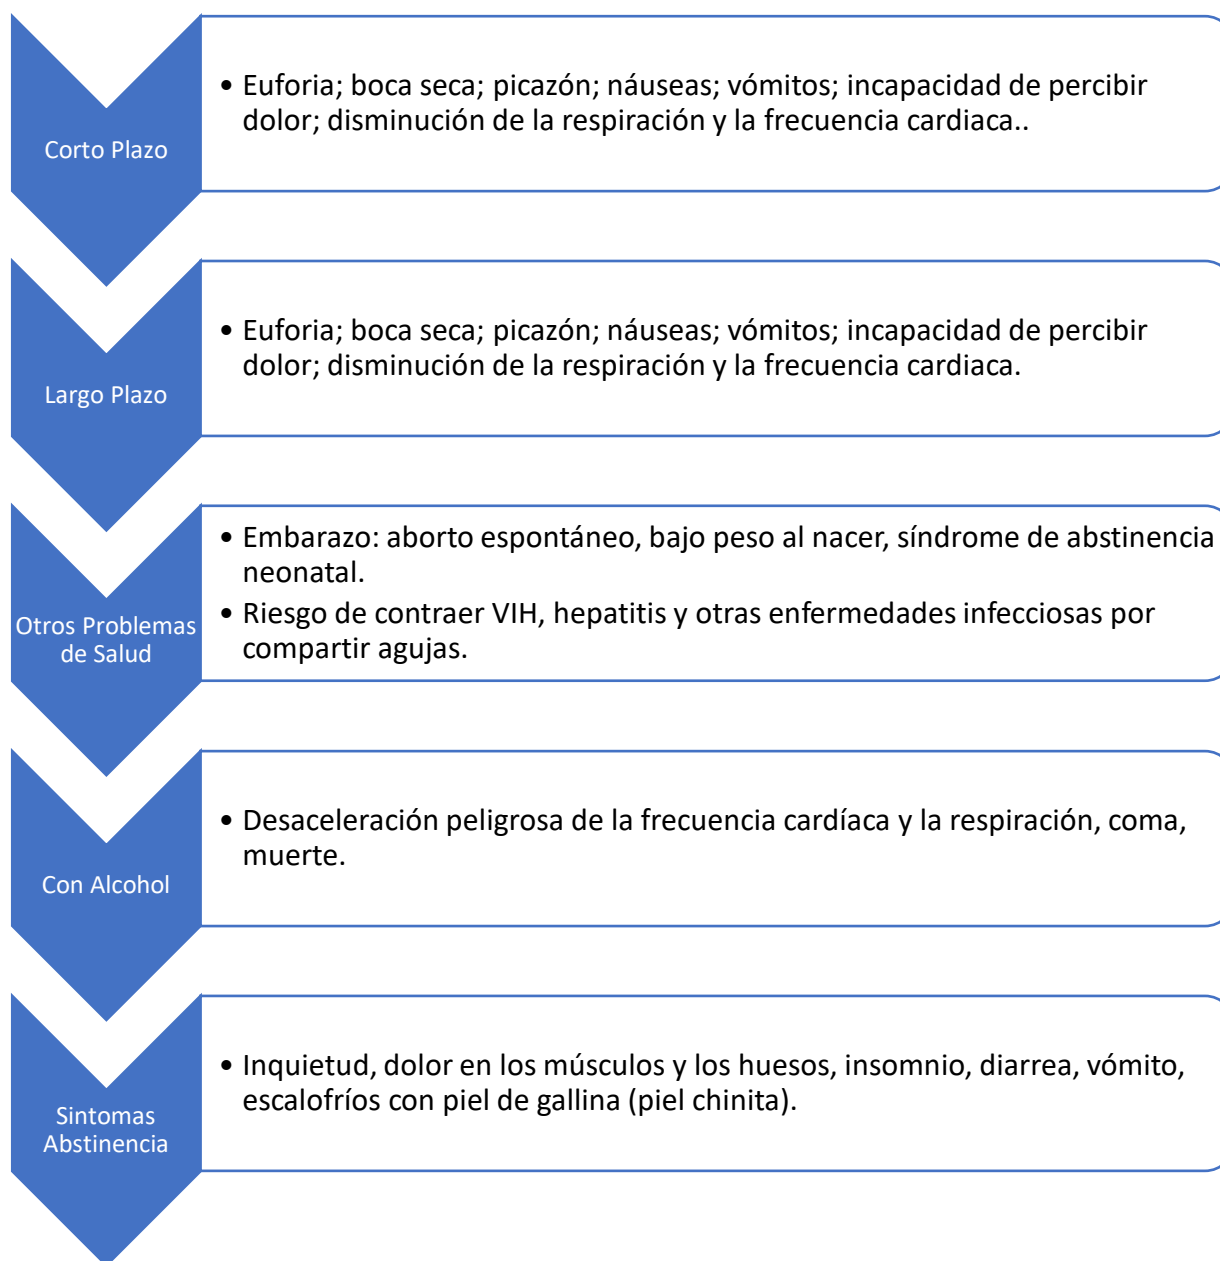 Corto Plazo
• Euforia; boca seca; picazón; náuseas; vómitos; incapacidad de percibir
dolor; disminución de la respiración y la frecuencia cardiaca..
Largo Plazo
• Euforia; boca seca; picazón; náuseas; vómitos; incapacidad de percibir
dolor; disminución de la respiración y la frecuencia cardiaca.
Otros Problemas
de Salud
• Embarazo: aborto espontáneo, bajo peso al nacer, síndrome de abstinencia
neonatal.
• Riesgo de contraer VIH, hepatitis y otras enfermedades infecciosas por
compartir agujas.
Con Alcohol
• Desaceleración peligrosa de la frecuencia cardíaca y la respiración, coma,
muerte.
Sintomas
Abstinencia
• Inquietud, dolor en los músculos y los huesos, insomnio, diarrea, vómito,
escalofríos con piel de gallina (piel chinita).